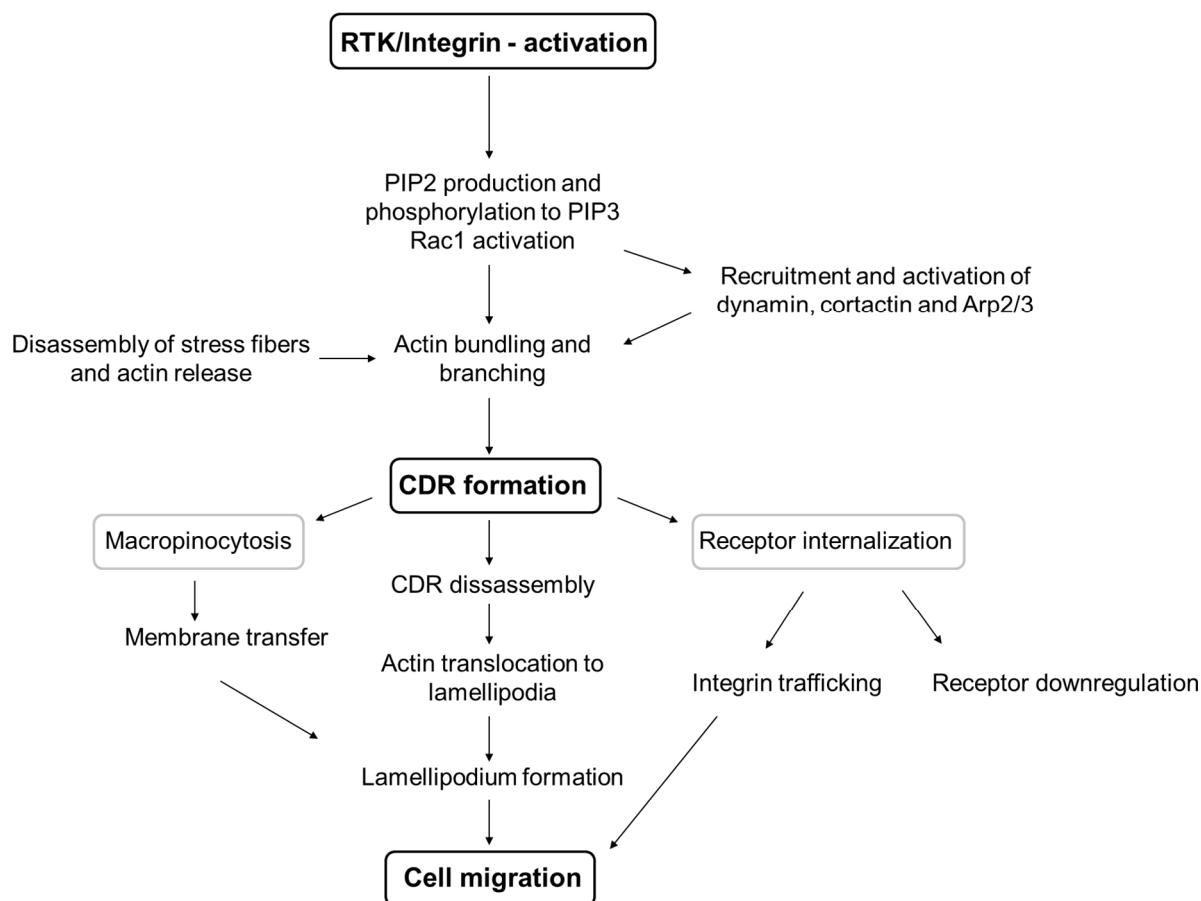 RTK/Integrin - activation
PIP2 production and
phosphorylation to PIP3
Rac1 activation
Recruitment and activation of
dynamin, cortactin and Arp2/3
Disassembly of stress fibers
and actin release
Actin bundling and
branching
CDR formation
Macropinocytosis
Receptor internalization
CDR dissassembly
Membrane transfer
Actin translocation to
lamellipodia
Integrin trafficking
Receptor downregulation
Lamellipodium formation
Cell migration